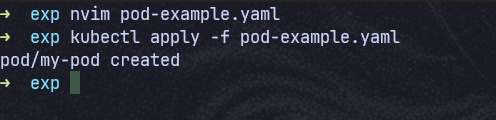 ➜  exp nvim pod-example.yaml
➜  exp kubectl apply -f pod-example.yaml
pod/my-pod created
➜  exp